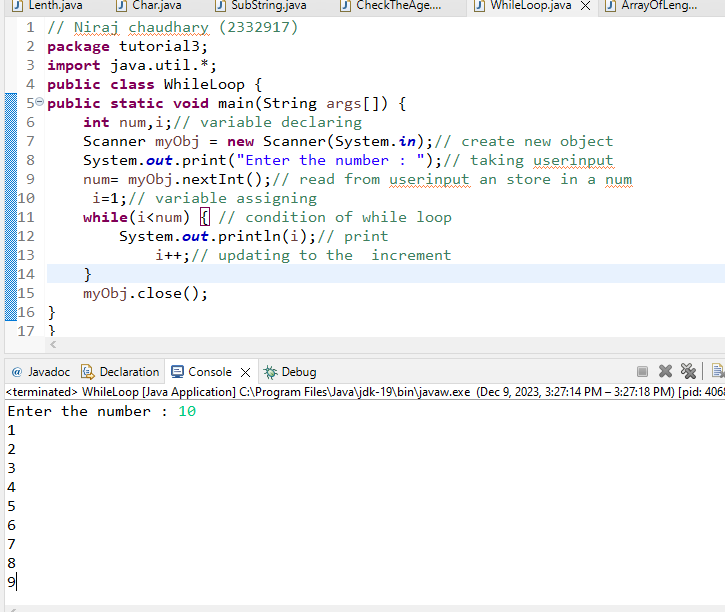 Lenth.java Char.java SubString.java CheckTheAge.... WhileLoop.java ArrayOfLeng...
1 // Niraj chaudhary (2332917)
2 package tutorial3;
3 import java.util.*;
4 public class WhileLoop {
5 public static void main(String args[]) {
6 int num,i;// variable declaring
7 Scanner myObj = new Scanner(System.in);// create new object
8 System.out.print("Enter the number : ");// taking userinput
9 num= myObj.nextInt();// read from userinput an store in a num
10 i=1;// variable assigning
11 while(i<num) { // condition of while loop
12 System.out.println(i);// print
13 i++;// updating to the  increment
14 }
15 myObj.close();
16 }
17 }
@ Javadoc Declaration Console Debug
<terminated> WhileLoop [Java Application] C:\Program Files\Java\jdk-19\bin\javaw.exe (Dec 9, 2023, 3:27:14 PM – 3:27:18 PM) [pid: 406
Enter the number : 10
1
2
3
4
5
6
7
8
9